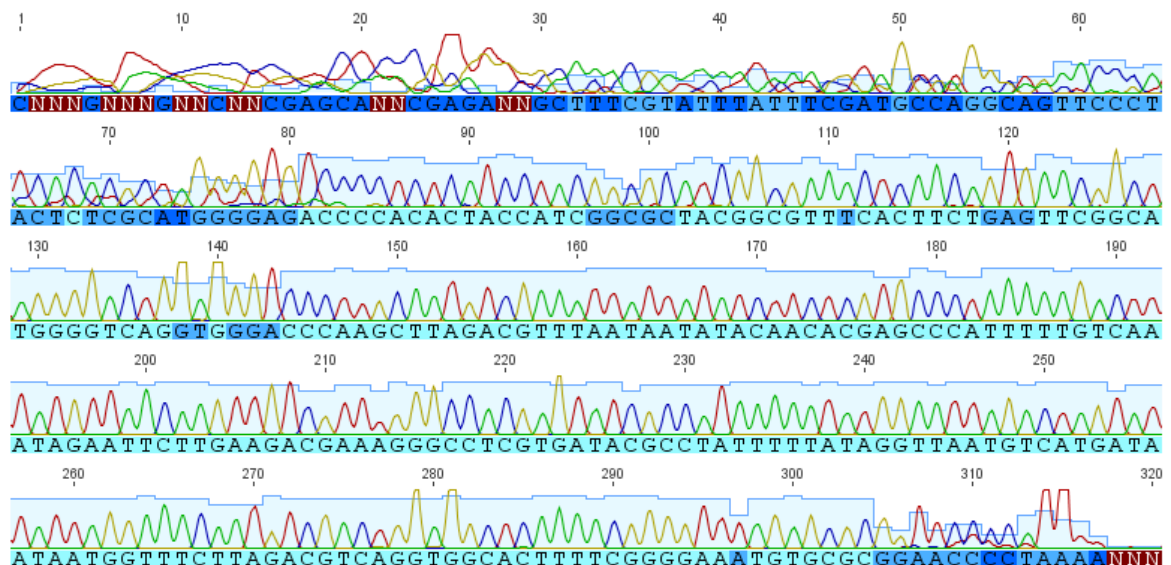 1 10 20 30 40 50 60
CNNNGNNNGNNCNNCGAGCANNCGAGANNGCTTTCGTATTTATTTCGATGCCAGGCAGTTCCCT
70 80 90 100 110 120
ACTCTCGCATGGGGAGACCCCACACTACCATCGGCGCTACGGCGTTTCACTTCTGAGTTCGGCA
130 140 150 160 170 180 190
TGGGGTCAGGTGGGACCCAAGCTTAGACGTTTAATAATATACAACACGAGCCCATTTTTGTCAA
200 210 220 230 240 250
ATAGAATTCTTGAAGACGAAAGGGCCTCGTGATACGCCTATTTTTATAGGTTAATGTCATGATA
260 270 280 290 300 310 320
ATAATGGTTTCTTAGACGTCAGGTGGCACTTTTCGGGGAAATGTGCGCGGAACCCCTAAAANNN